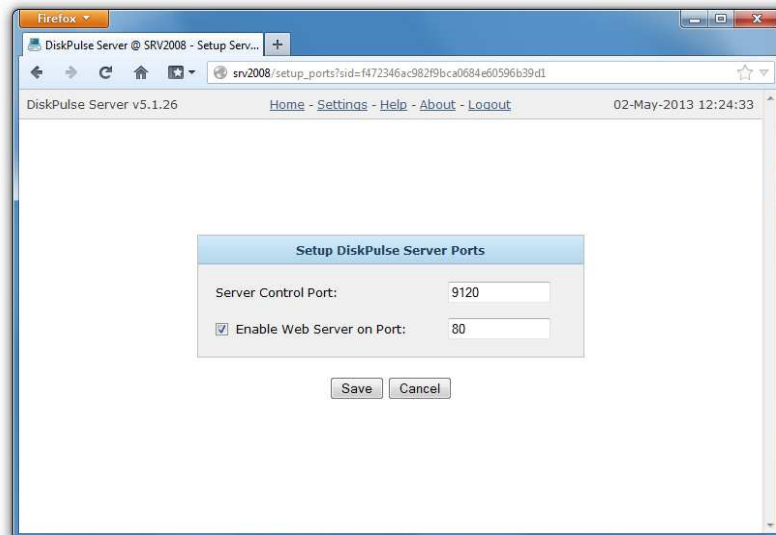 Firefox
DiskPulse Server @ SRV2008 - Setup Serv...
srv2008/setup_ports?sid=f472346ac982f9bca0684e60596b39d1
DiskPulse Server v5.1.26 Home - Settings - Help - About - Logout 02-May-2013 12:24:33
Setup DiskPulse Server Ports
Server Control Port: 9120
Enable Web Server on Port: 80
Save Cancel